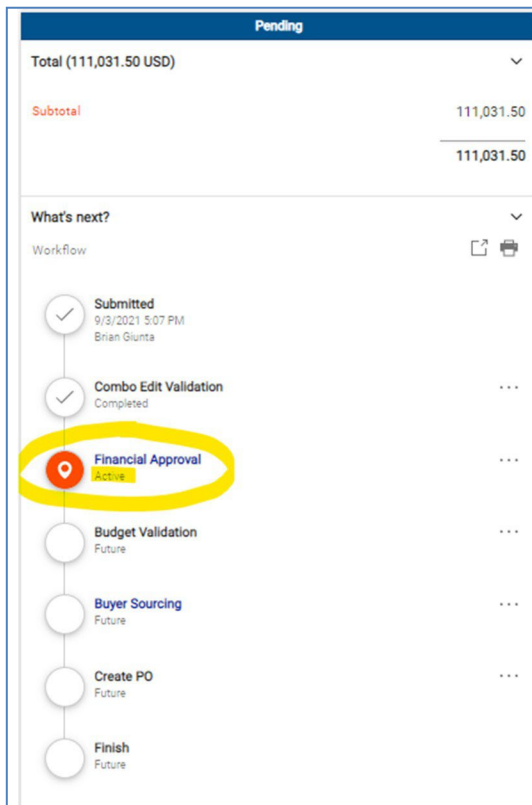 Pending
Total (111,031.50 USD)
Subtotal 111,031.50
111,031.50
What's next?
Workflow
Submitted
9/3/2021 5:07 PM
Brian Giunta
Combo Edit Validation
Completed
Financial Approval
Active
Budget Validation
Future
Buyer Sourcing
Future
Create PO
Future
Finish
Future